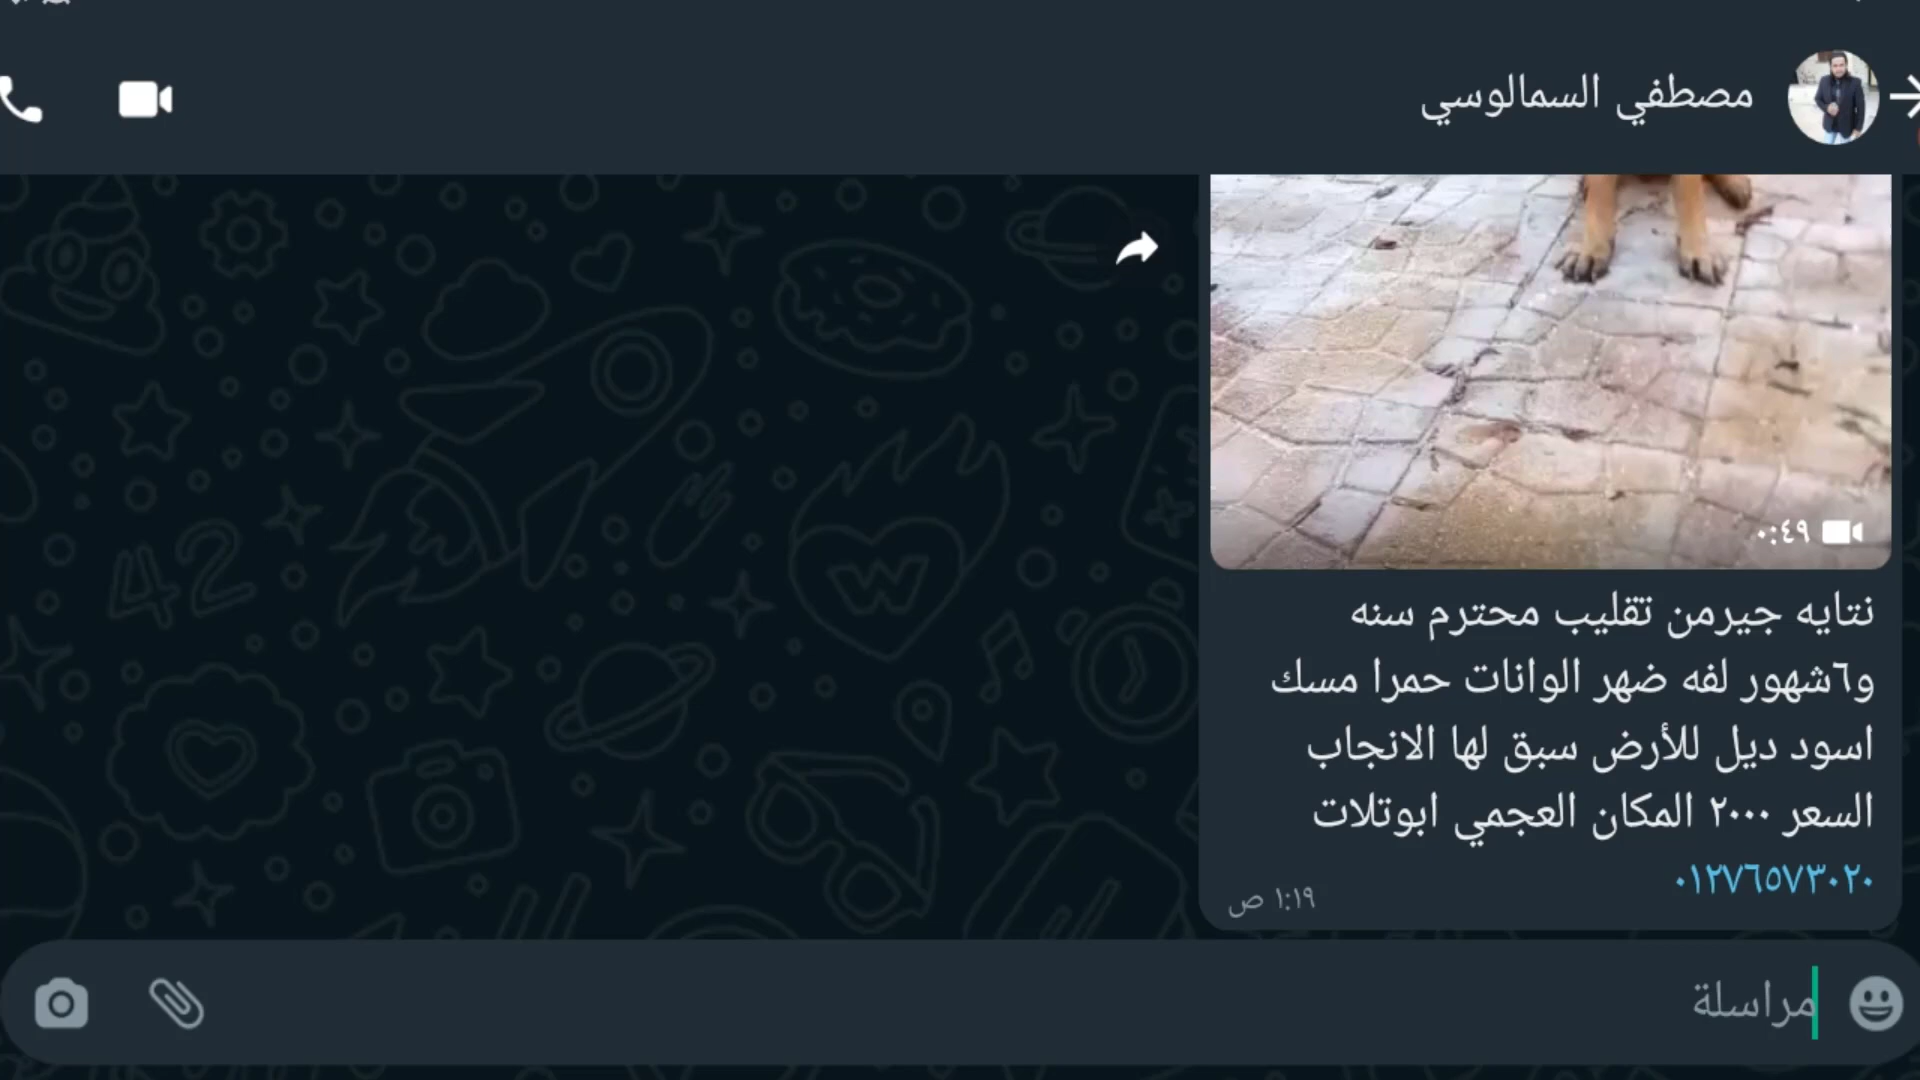 مصطفي السمالوسي
٠:٤٩
نتايه جيرمن تقليب محترم سنه
و٦شهور لفه ضهر الوانات حمرا مسك
اسود ديل للأرض سبق لها الانجاب
السعر ٢٠٠٠ المكان العجمي ابوتلات
٠١٢٧٦٥٧٣٠٢٠
١:١٩ ص
مراسلة